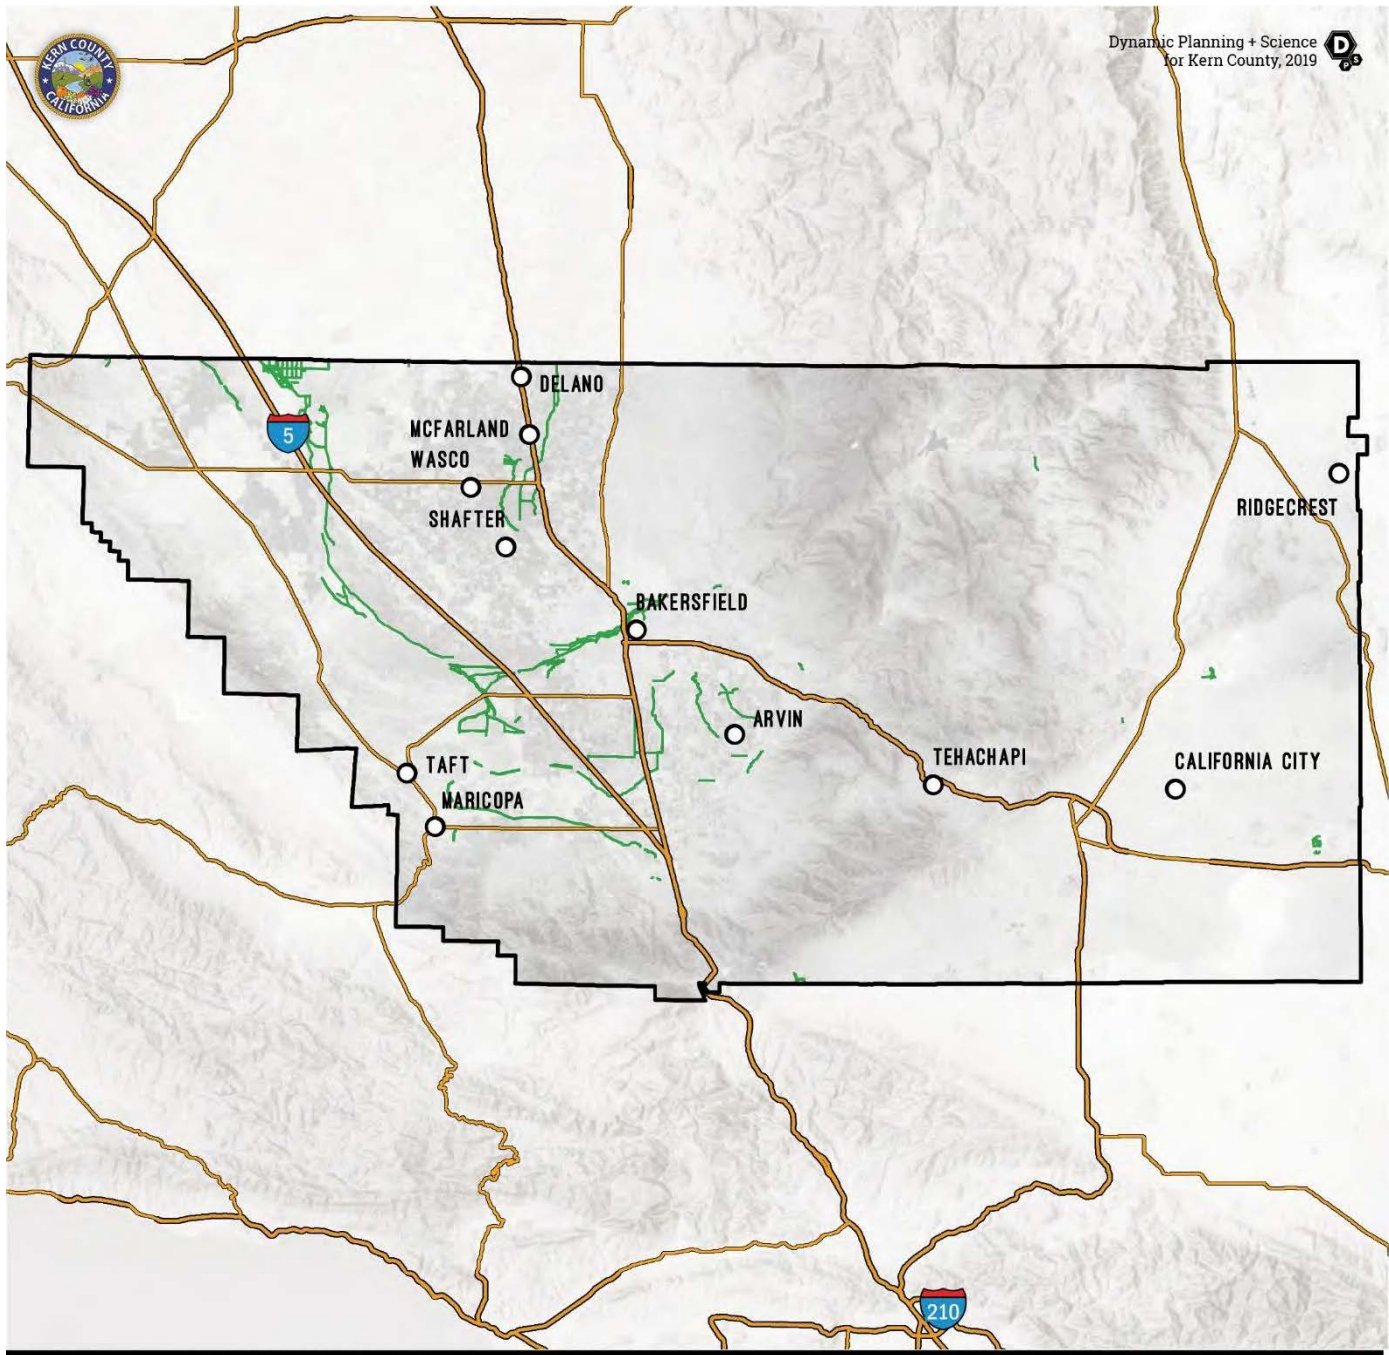 KERN COUNTY
CALIFORNIA
Dynamic Planning + Science
for Kern County, 2019
D
P
S
DELANO
5
MCFARLAND
WASCO
RIDGECREST
SHAFTER
BAKERSFIELD
ARVIN
TEHACHAPI
CALIFORNIA CITY
TAFT
MARICOPA
210